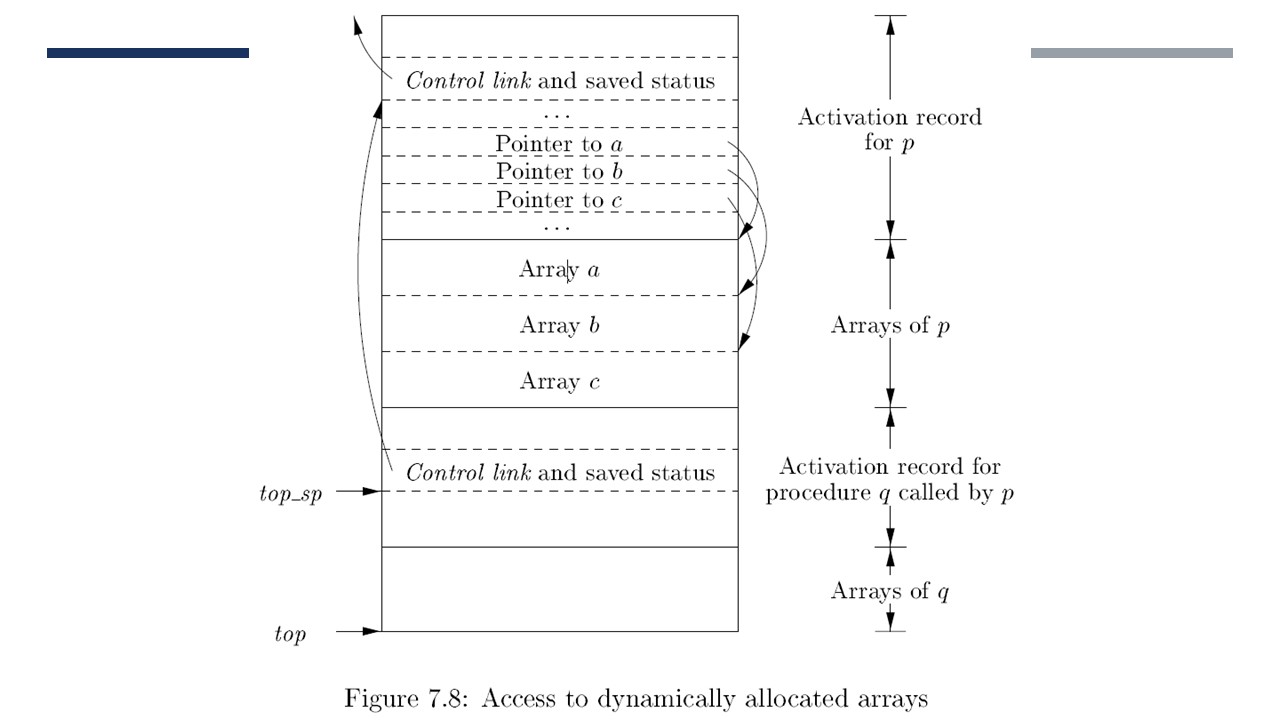 Control link and saved status
...
Pointer to a
Pointer to b
Pointer to c
...
Array a
Array b
Array c
Control link and saved status
top_sp
top
Activation record
for p
Arrays of p
Activation record for
procedure q called by p
Arrays of q
Figure 7.8: Access to dynamically allocated arrays